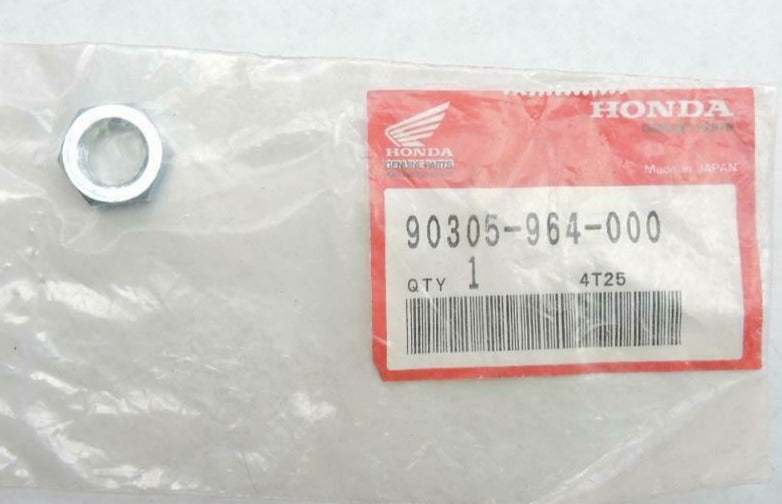 HONDA
GENUINE PARTS
HONDA
GENUINE PARTS
Made in JAPAN
90305-964-000
QTY 1 4T25